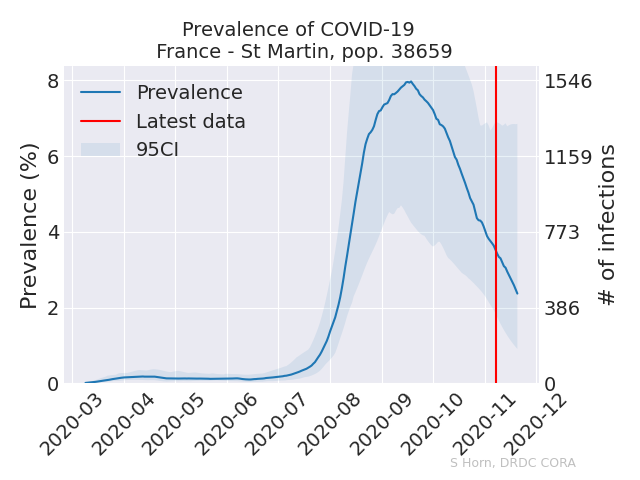 Prevalence of COVID-19
France - St Martin, pop. 38659
Prevalence
Latest data
95CI
Prevalence (%)
8
6
4
2
0
1546
1159
773
386
0
# of infections
2020-03
2020-04
2020-05
2020-06
2020-07
2020-08
2020-09
2020-10
2020-11
2020-12
S Horn, DRDC CORA